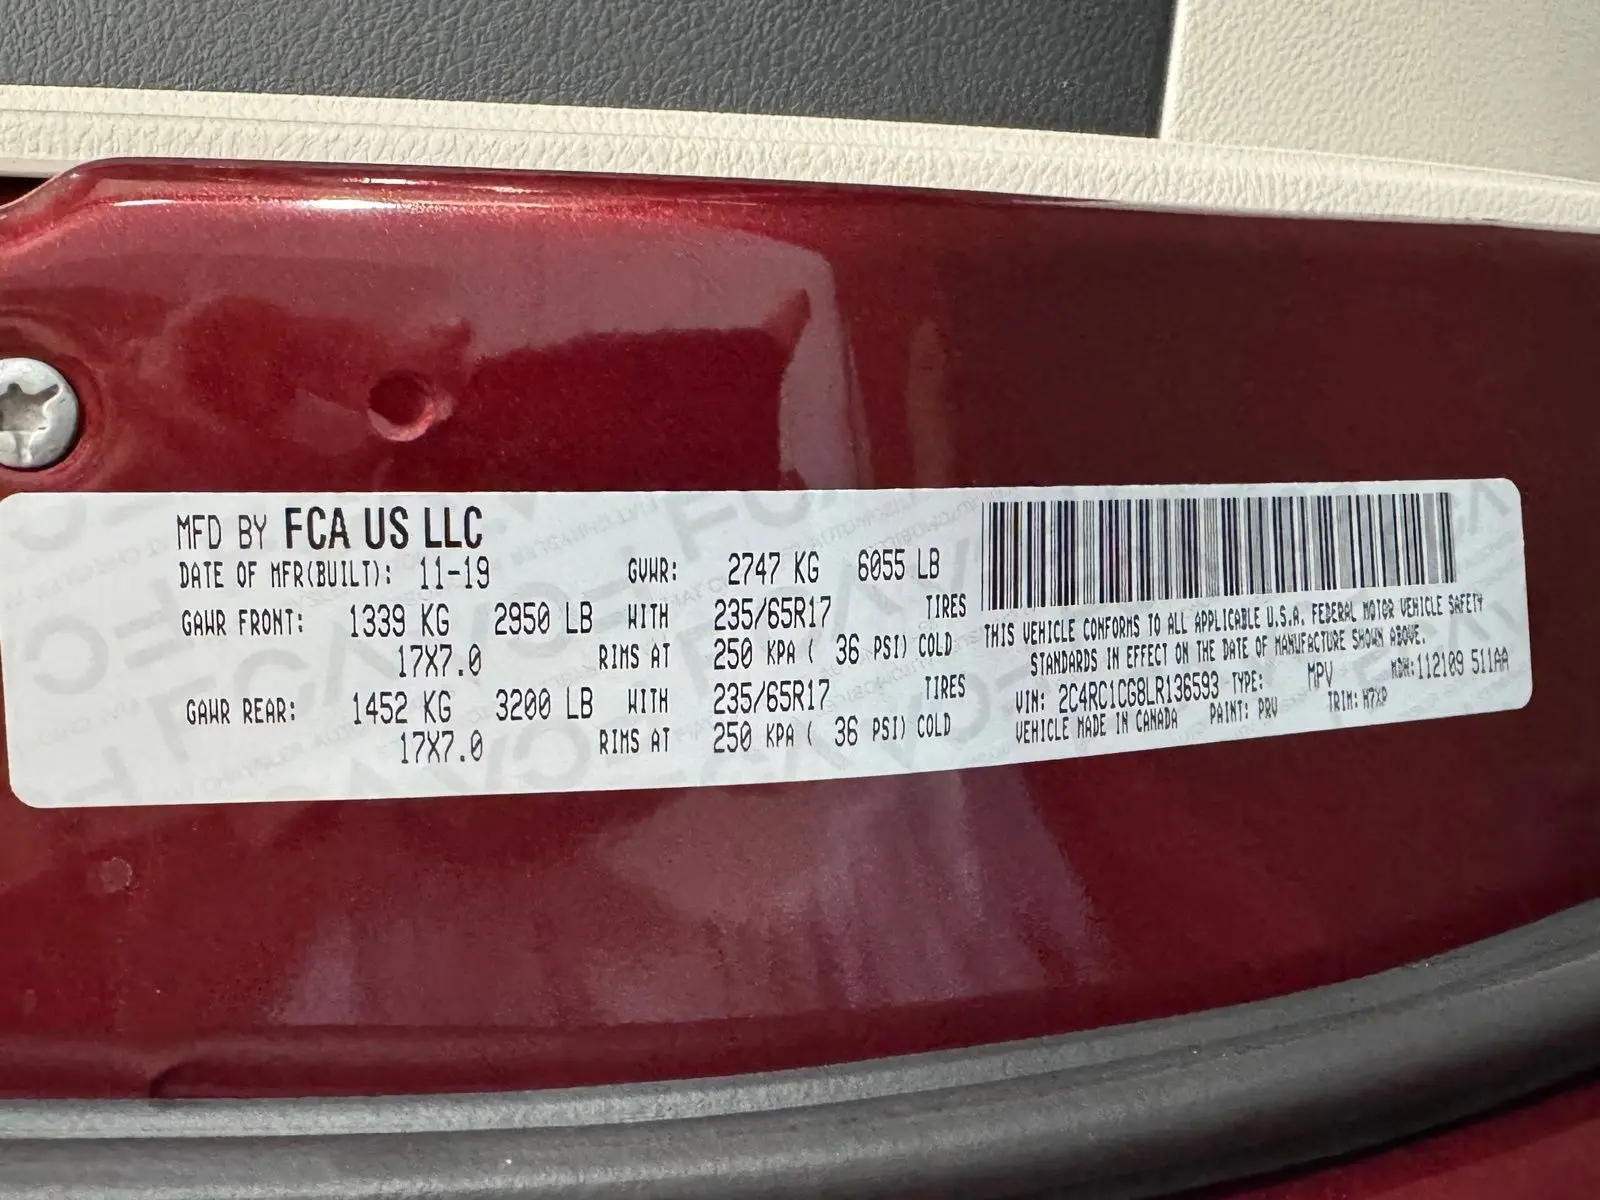 MFD BY FCA US LLC
DATE OF MFR(BUILT): 11-19 GVWR: 2747 KG 6055 LB
GAWR FRONT: 1339 KG 2950 LB WITH 235/65R17 TIRES
17X7.0 RIMS AT 250 KPA ( 36 PSI) COLD
GAWR REAR: 1452 KG 3200 LB WITH 235/65R17 TIRES
17X7.0 RIMS AT 250 KPA ( 36 PSI) COLD
THIS VEHICLE CONFORMS TO ALL APPLICABLE U.S.A. FEDERAL MOTOR VEHICLE SAFETY
STANDARDS IN EFFECT ON THE DATE OF MANUFACTURE SHOWN ABOVE.
VIN: 2C4RC1CG8LR136593 TYPE: MPV MDH:112109 511AA
VEHICLE MADE IN CANADA PAINT: PRV TRIM: